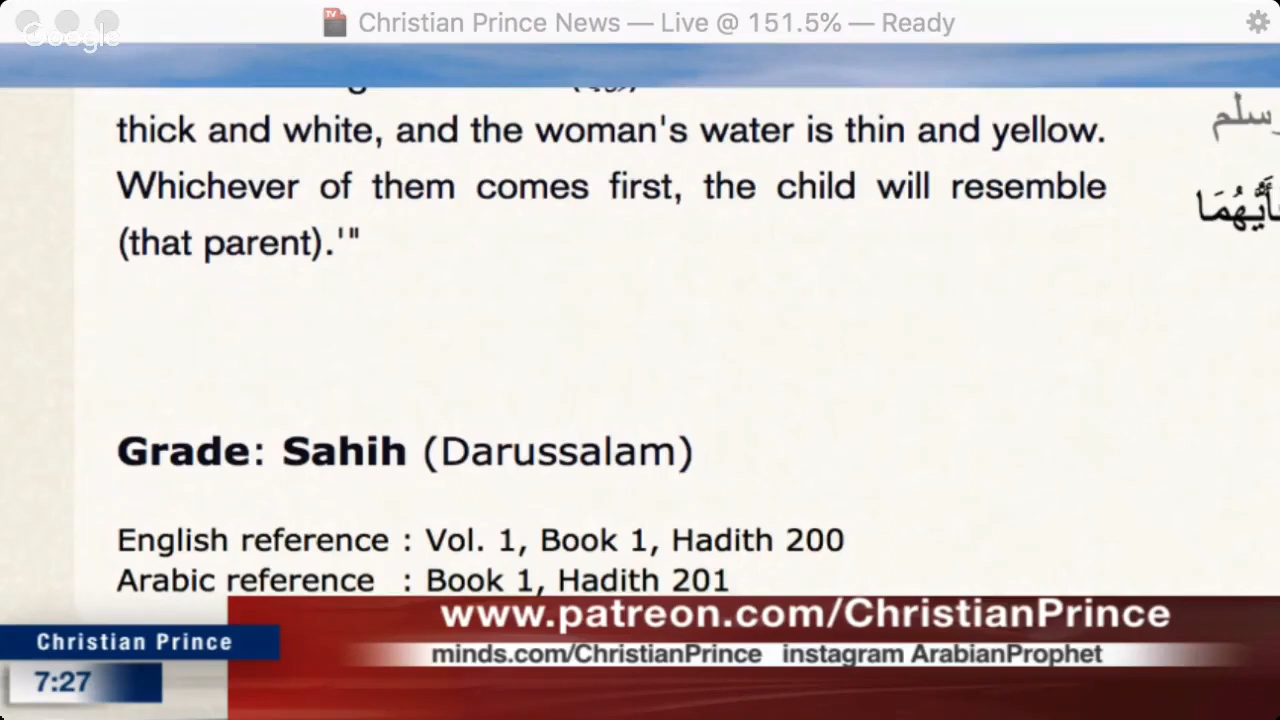 Christian Prince News — Live @ 151.5% — Ready
Google
thick and white, and the woman's water is thin and yellow.
Whichever of them comes first, the child will resemble
(that parent).'"
وسلم
فَأَيُّهُمَا
Grade: Sahih (Darussalam)
English reference : Vol. 1, Book 1, Hadith 200
Arabic reference : Book 1, Hadith 201
www.patreon.com/ChristianPrince
minds.com/ChristianPrince instagram ArabianProphet
Christian Prince
7:27